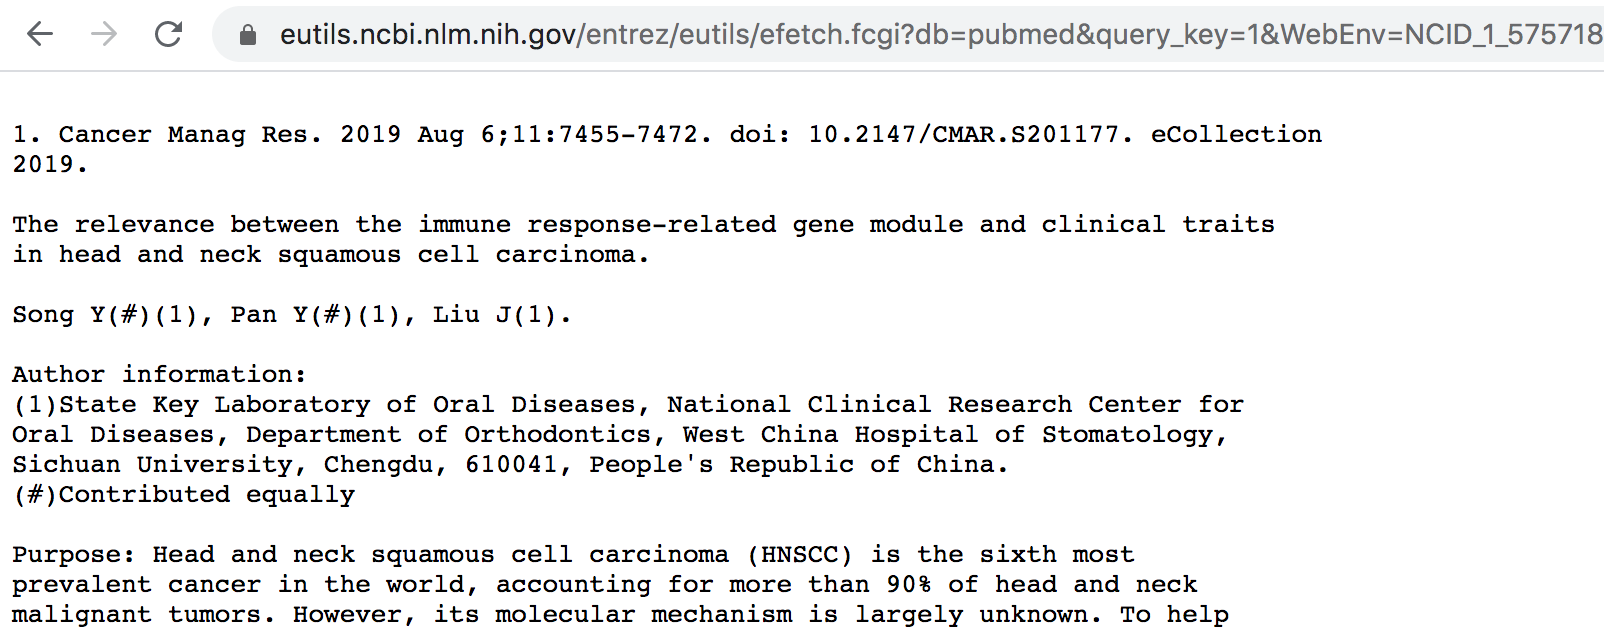 eutils.ncbi.nlm.nih.gov/entrez/eutils/efetch.fcgi?db=pubmed&query_key=1&WebEnv=NCID_1_575718
1. Cancer Manag Res. 2019 Aug 6;11:7455-7472. doi: 10.2147/CMAR.S201177. eCollection
2019.
The relevance between the immune response-related gene module and clinical traits
in head and neck squamous cell carcinoma.
Song Y(#)(1), Pan Y(#)(1), Liu J(1).
Author information:
(1)State Key Laboratory of Oral Diseases, National Clinical Research Center for
Oral Diseases, Department of Orthodontics, West China Hospital of Stomatology,
Sichuan University, Chengdu, 610041, People's Republic of China.
(#)Contributed equally
Purpose: Head and neck squamous cell carcinoma (HNSCC) is the sixth most
prevalent cancer in the world, accounting for more than 90% of head and neck
malignant tumors. However, its molecular mechanism is largely unknown. To help